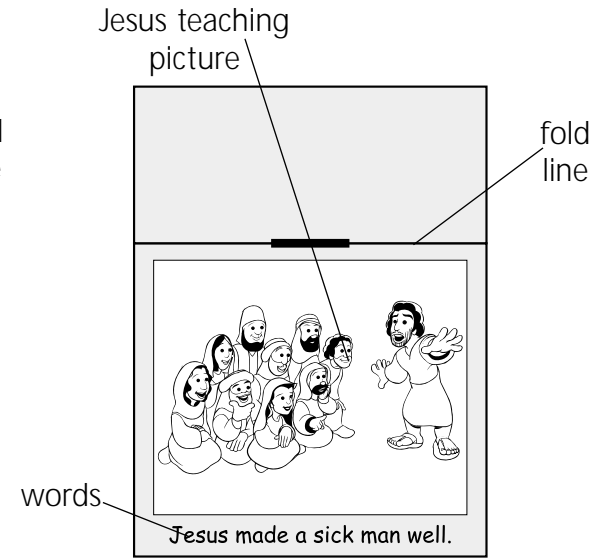 Jesus teaching
picture
fold
line
words
Jesus made a sick man well.